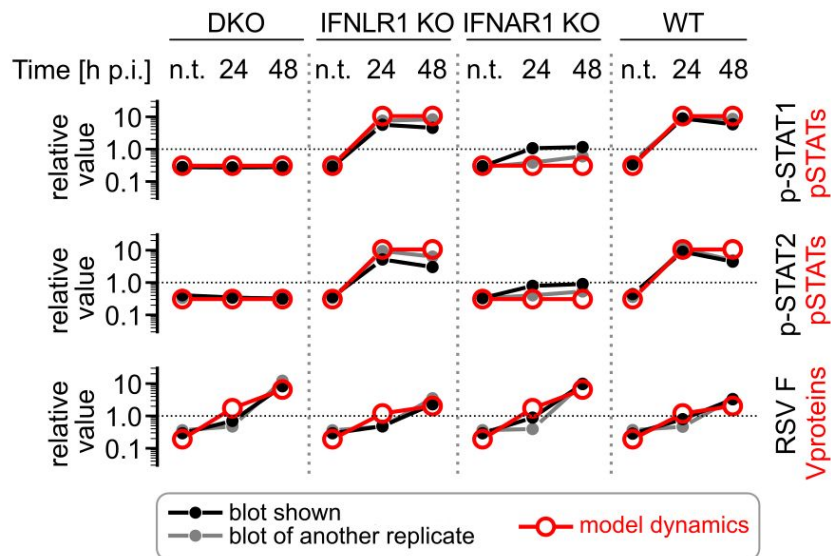 DKO IFNLR1 KO IFNAR1 KO WT
Time [h p.i.] n.t. 24 48 n.t. 24 48 n.t. 24 48 n.t. 24 48
relative
value
10
1.0
0.1
p-STAT1
pSTATs
relative
value
10
1.0
0.1
p-STAT2
pSTATs
relative
value
10
1.0
0.1
RSV F
Vproteins
blot shown
blot of another replicate
model dynamics